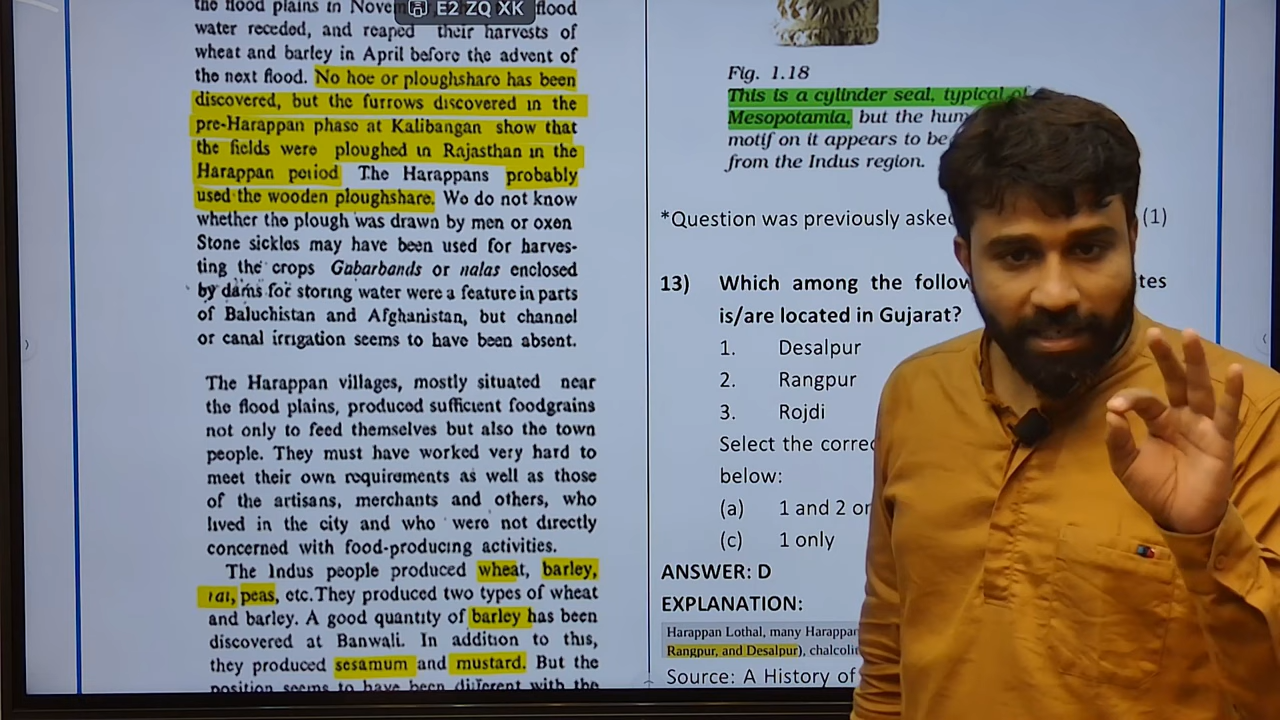 the flood plains in Novem
flood
E2 ZQ XK
water receded, and reaped their harvests of
wheat and barley in April before the advent of
the next flood. No hoe or ploughshare has been
discovered, but the furrows discovered in the
pre-Harappan phase at Kalibangan show that
the fields were ploughed in Rajasthan in the
Harappan period The Harappans probably
used the wooden ploughshare. We do not know
whether the plough was drawn by men or oxen
Stone sickles may have been used for harves-
ting the crops Gabarbands or nalas enclosed
by dams for storing water were a feature in parts
of Baluchistan and Afghanistan, but channel
or canal irrigation seems to have been absent.
The Harappan villages, mostly situated near
the flood plains, produced sufficient foodgrains
not only to feed themselves but also the town
people. They must have worked very hard to
meet their own requirements as well as those
of the artisans, merchants and others, who
lived in the city and who were not directly
concerned with food-producing activities.
The Indus people produced wheat, barley,
rai, peas, etc. They produced two types of wheat
and barley. A good quantity of barley has been
discovered at Banwali. In addition to this,
they produced sesamum and mustard. But the
position seems to have been different with the
Fig. 1.18
This is a cylinder seal, typical of
Mesopotamia, but the hum
motif on it appears to be
from the Indus region.
*Question was previously aske (1)
13) Which among the follow tes
is/are located in Gujarat?
1. Desalpur
2. Rangpur
3. Rojdi
Select the correc
below:
(a) 1 and 2 or
(c) 1 only
ANSWER: D
EXPLANATION:
Harappan Lothal, many Harappan
Rangpur, and Desalpur), chalcoli
Source: A History of